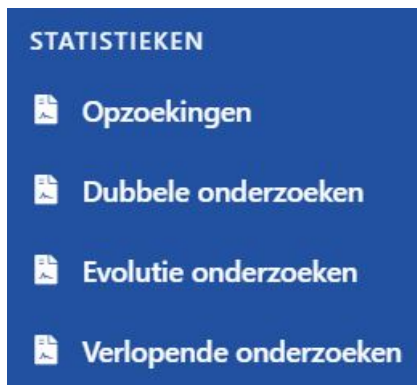 STATISTIEKEN
Opzoekingen
Dubbele onderzoeken
Evolutie onderzoeken
Verlopende onderzoeken